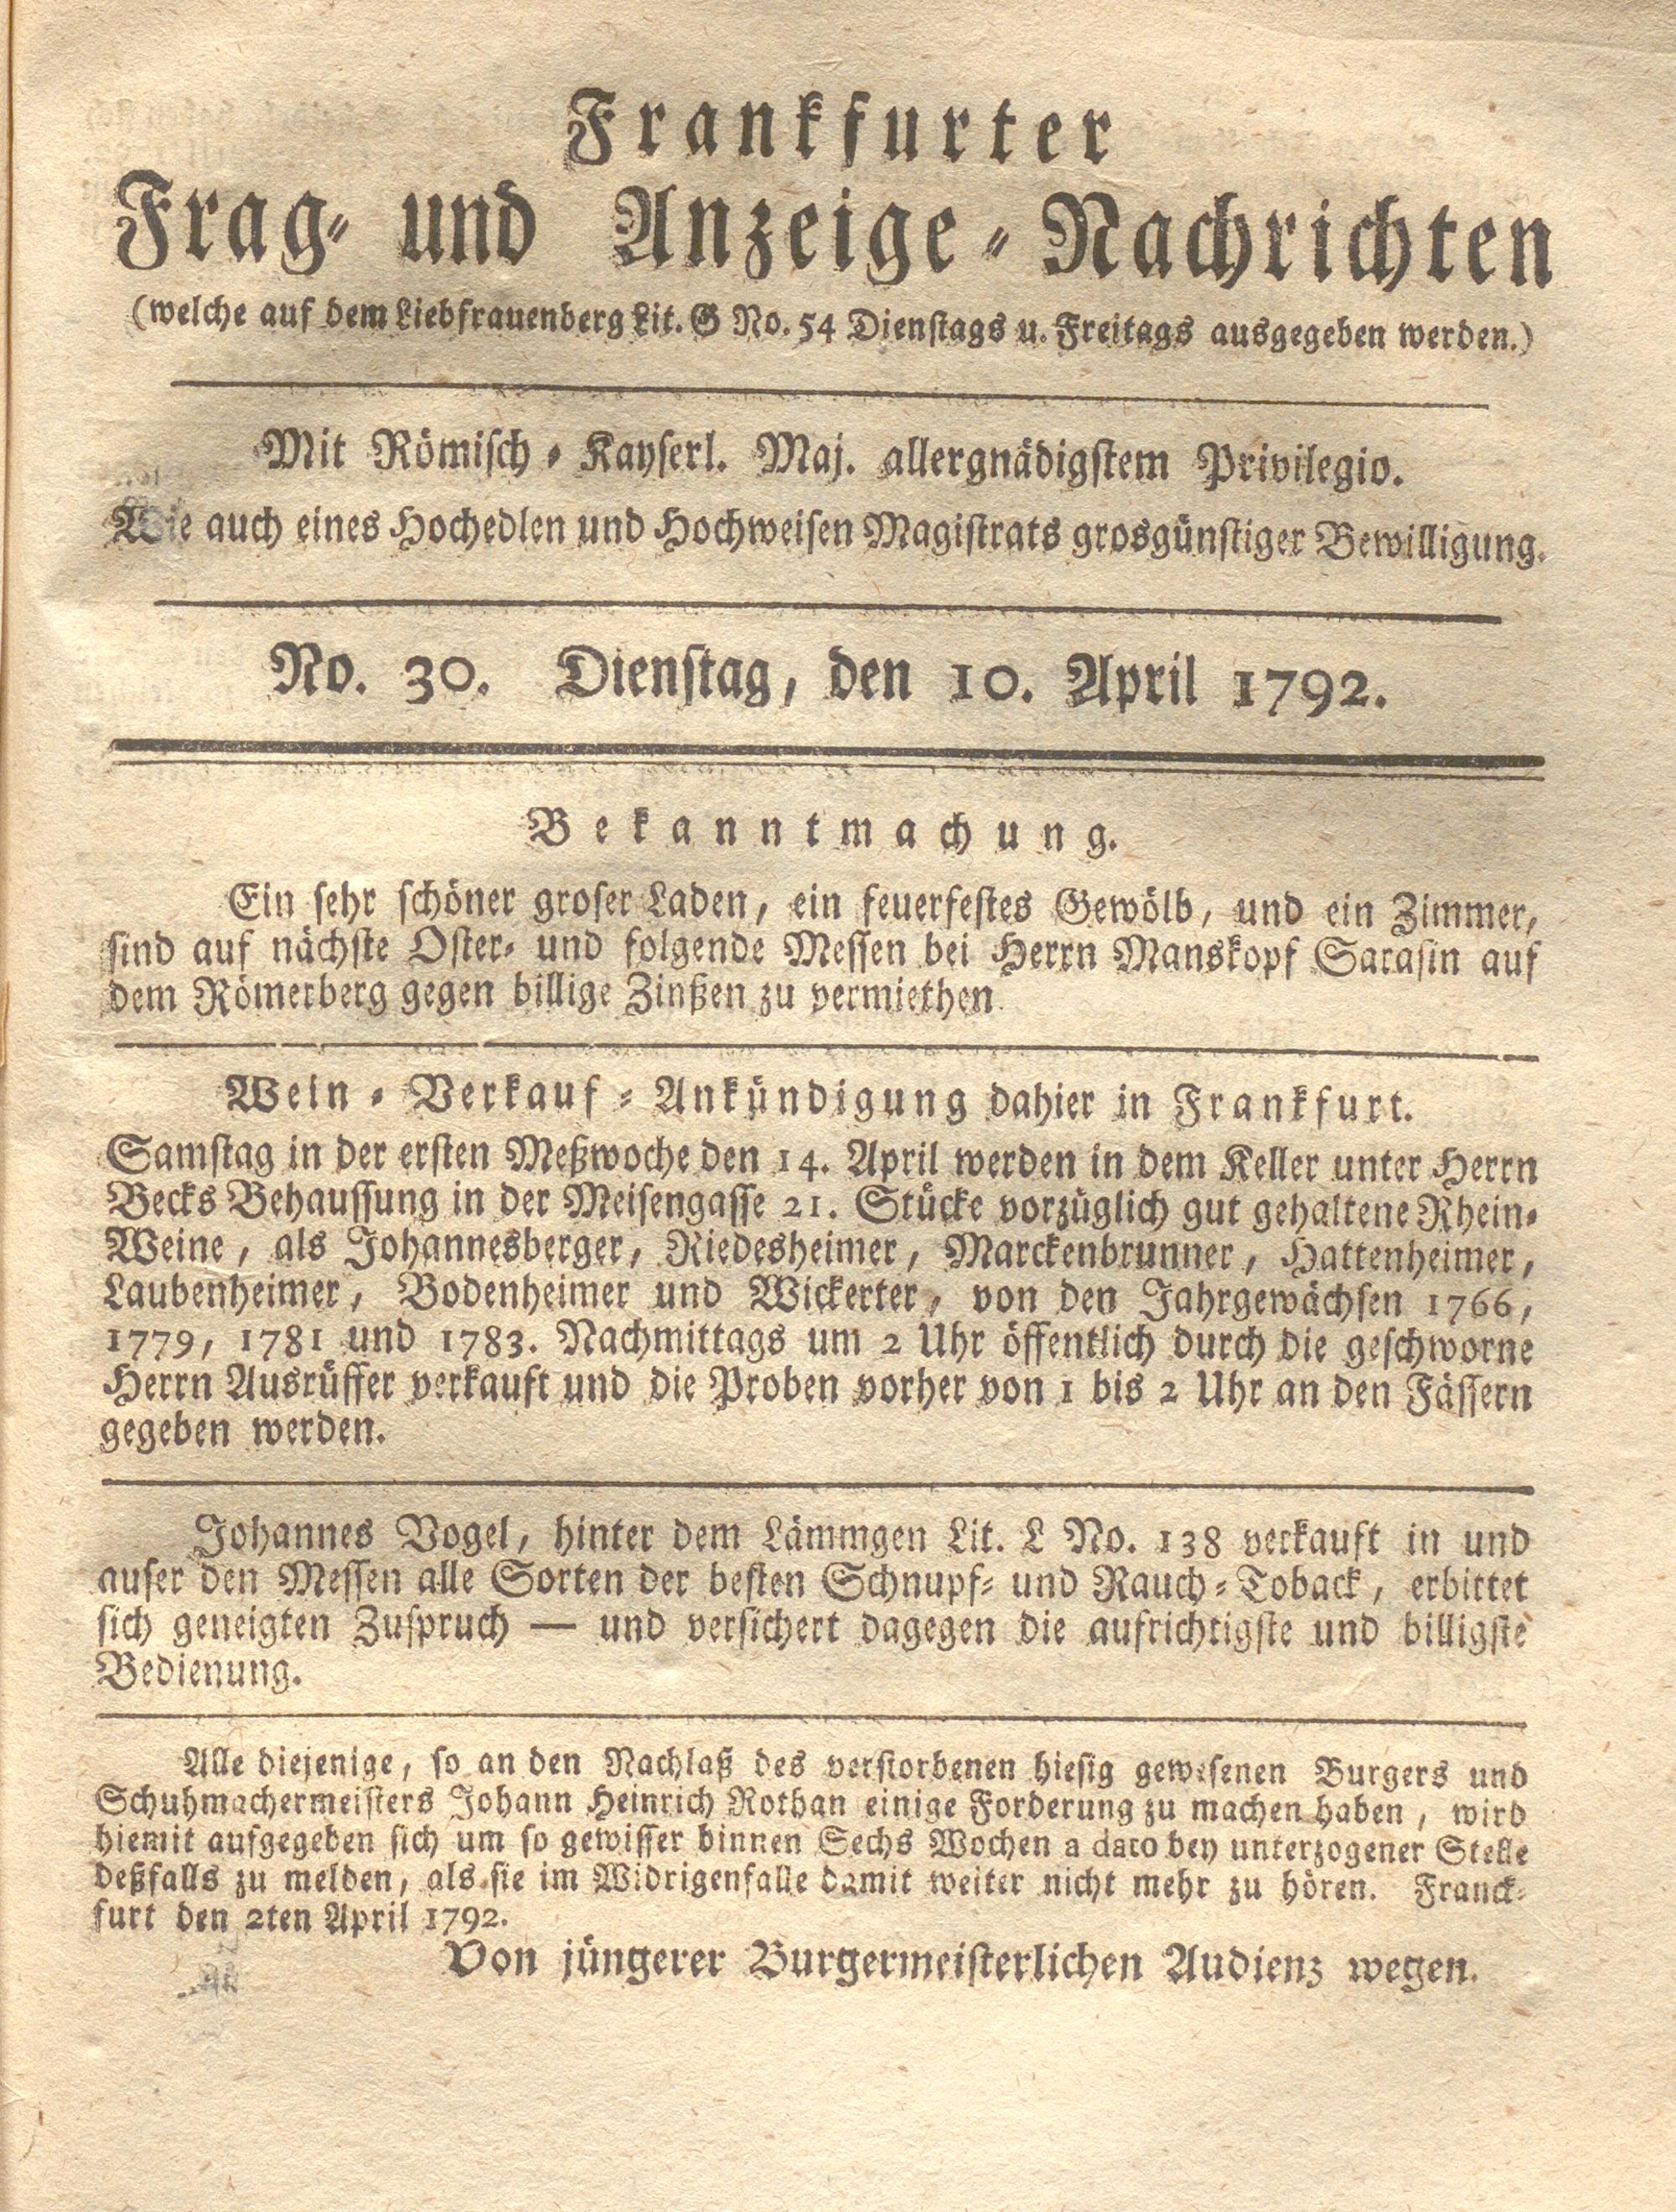 Frankfurter
Frag- und Anzeige-Nachrichten
(welche auf dem Liebfrauenberg Lit. G No. 54 Dienstags u. Freitags ausgegeben werden.)
Mit Römisch-Kayserl. Maj. allergnädigstem Privilegio.
Wie auch eines Hochedlen und Hochweisen Magistrats grosgünstiger Bewilligung.
No. 30. Dienstag, den 10. April 1792.
Bekanntmachung.
Ein sehr schöner groser Laden, ein feuerfestes Gewölb, und ein Zimmer,
sind auf nächste Oster- und folgende Messen bei Herrn Manskopf Sarasin auf
dem Römerberg gegen billige Zinßen zu vermiethen
Wein-Verkauf-Ankündigung dahier in Frankfurt.
Samstag in der ersten Meßwoche den 14. April werden in dem Keller unter Herrn
Becks Behaussung in der Meisengasse 21. Stücke vorzüglich gut gehaltene Rhein-
Weine, als Johannesberger, Riedesheimer, Marckenbrunner, Hattenheimer,
Laubenheimer, Bodenheimer und Wickerter, von den Jahrgewächsen 1766,
1779, 1781 und 1783. Nachmittags um 2 Uhr öffentlich durch die geschworne
Herrn Ausrüffer verkauft und die Proben vorher von 1 bis 2 Uhr an den Fässern
gegeben werden.
Johannes Vogel, hinter dem Lämmgen Lit. L No. 138 verkauft in und
auser den Messen alle Sorten der besten Schnupf- und Rauch-Toback, erbittet
sich geneigten Zuspruch — und versichert dagegen die aufrichtigste und billigste
Bedienung.
Alle diejenige, so an den Nachlaß des verstorbenen hiesig gewesenen Burgers und
Schuhmachermeisters Johann Heinrich Rothan einige Forderung zu machen haben, wird
hiemit aufgegeben sich um so gewisser binnen Sechs Wochen a dato bey unterzogener Stelle
deßfalls zu melden, als sie im Widrigenfalle damit weiter nicht mehr zu hören. Franck-
furt den 2ten April 1792.
Von jüngerer Burgermeisterlichen Audienz wegen.